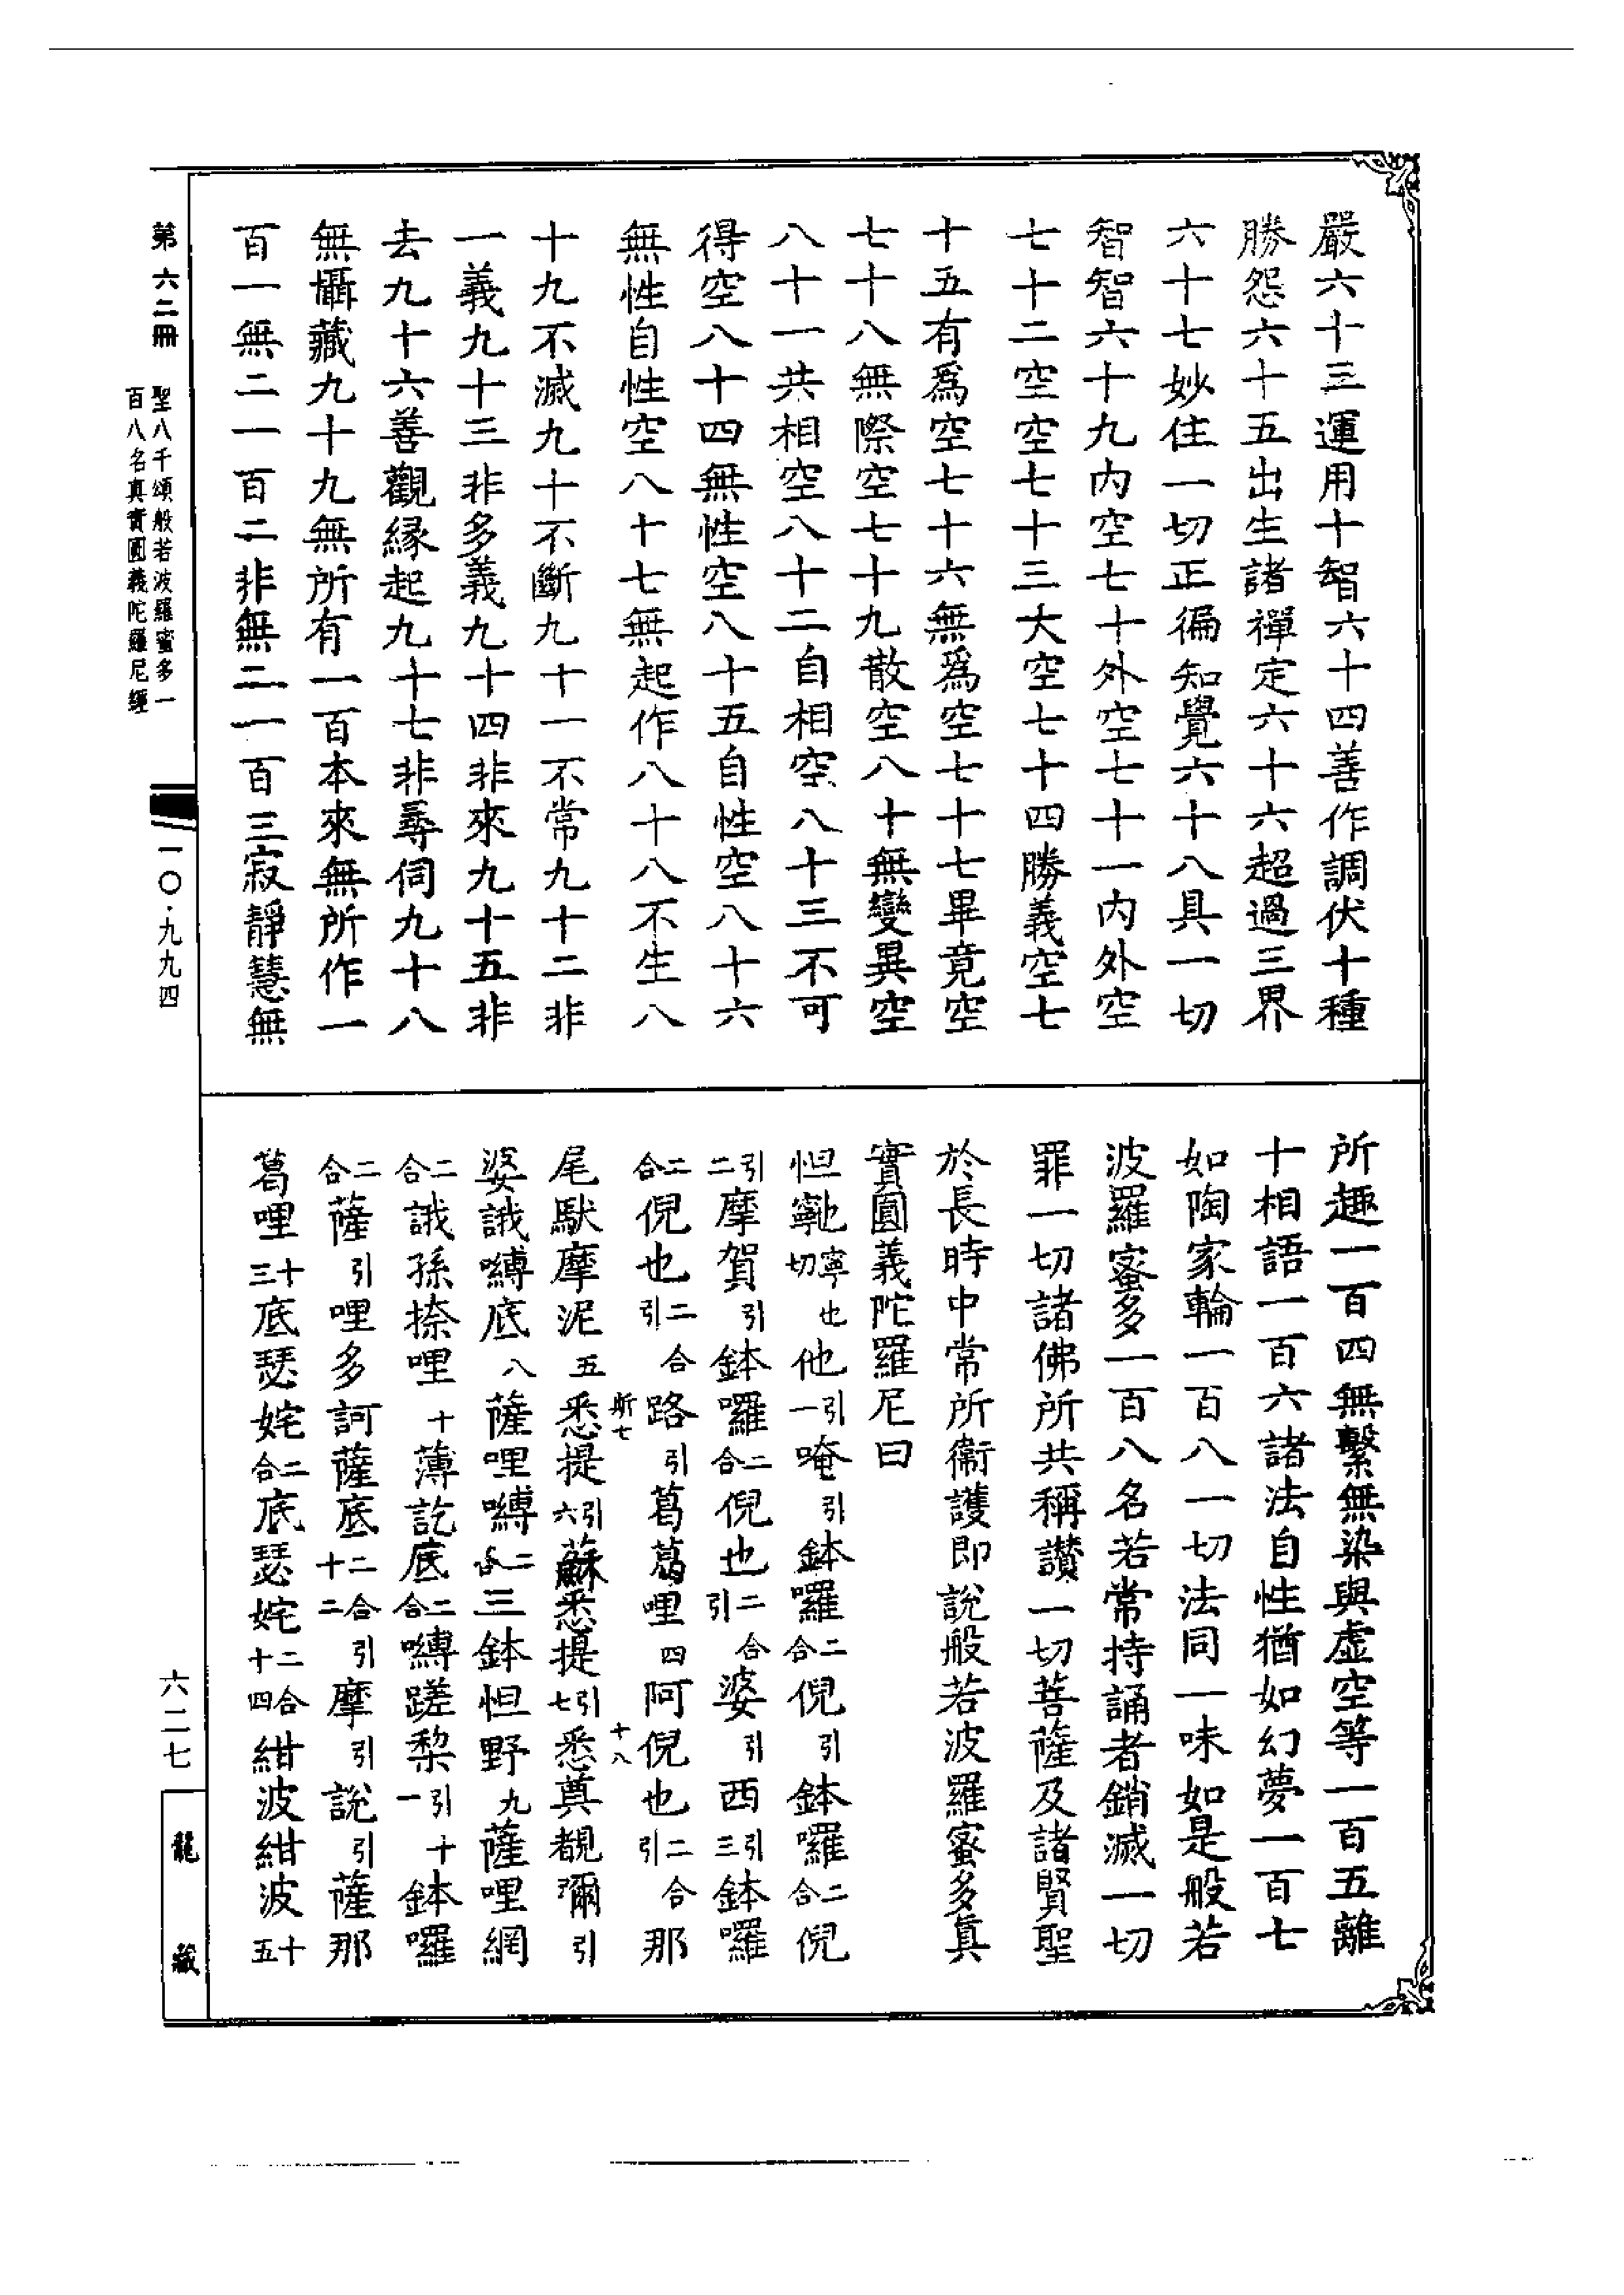 嚴六十三運用十智六十四善作調伏十種
勝怨六十五出生諸禪定六十六超過三界
六十七妙住一切正徧知覺六十八具一切
智智六十九內空七十外空七十一內外空
七十二空空七十三大空七十四勝義空七
十五有爲空七十六無爲空七十七畢竟空
七十八無際空七十九散空八十無變異空
八十一共相空八十二自相空八十三不可
得空八十四無性空八十五自性空八十六
無性自性空八十七無起作八十八不生八
十九不滅九十不斷九十一不常九十二非
一義九十三非多義九十四非來九十五非
去九十六善觀緣起九十七非尋伺九十八
無攝藏九十九無所有一百本來無所作一
百一無二一百二非無二一百三寂靜慧無
所趣一百四無繫無染與虛空等一百五離
十相語一百六諸法自性猶如幻夢一百七
如陶家輪一百八一切法同一味如是般若
波羅蜜多一百八名若常持誦者銷滅一切
罪一切諸佛所共稱讚一切菩薩及諸賢聖
於長時中常所衞護即說般若波羅蜜多真
實圓義陀羅尼曰
怛寧也切寧也他引一唵引鉢囉二合倪引鉢囉二合倪
引二摩賀引鉢囉二合倪也二合引婆引西引三鉢囉
二合倪也二合引路引葛葛哩四阿倪也二合引那
尾馱摩泥五悉提引六蘇悉提引七悉奠覩彌引
斯七 十八
婆誐嚩底八薩哩嚩二合三鉢怛野九薩哩網
二合誐孫捺哩十薄訖底二合嚩蹉棃引十一鉢囉
二合薩引哩多訶薩底二合引十二摩引說引薩那
葛哩十三底瑟姹二合底瑟姹二合十四紺波紺波十五
第六二冊
聖八千頌般若波羅蜜多一
百八名真實圓義陀羅尼經
一〇·九九四
六二七
龍藏